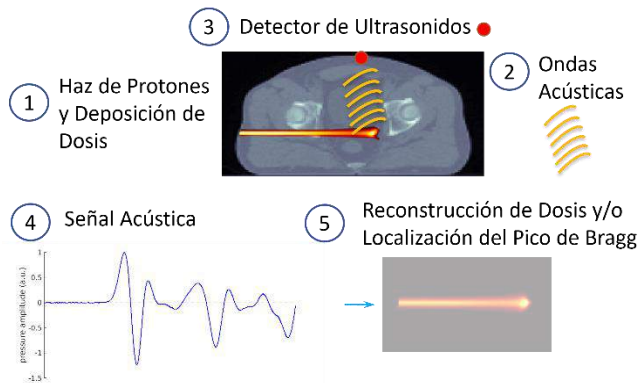 3 Detector de Ultrasonidos
1 Haz de Protones
y Deposición de
Dosis
2 Ondas
Acústicas
4 Señal Acústica
5 Reconstrucción de Dosis y/o
Localización del Pico de Bragg
pressure amplitude (a.u.)
1
0.5
0
-0.5
-1
-1.5